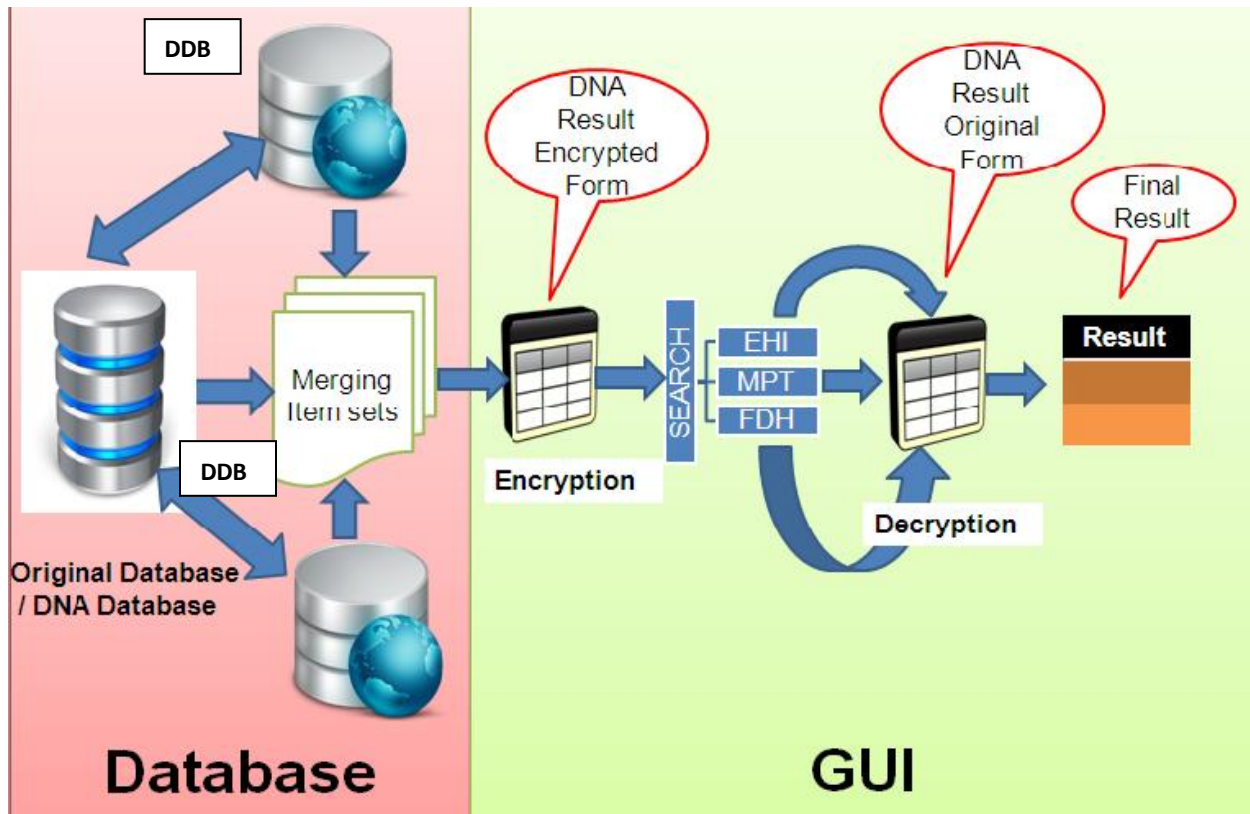 DDB
DNA
Result
Encrypted
Form
DNA
Result
Original
Form
Final
Result
Merging
Item sets
SEARCH
EHI
MPT
FDH
Result
DDB
Encryption
Decryption
Original Database
/ DNA Database
Database
GUI